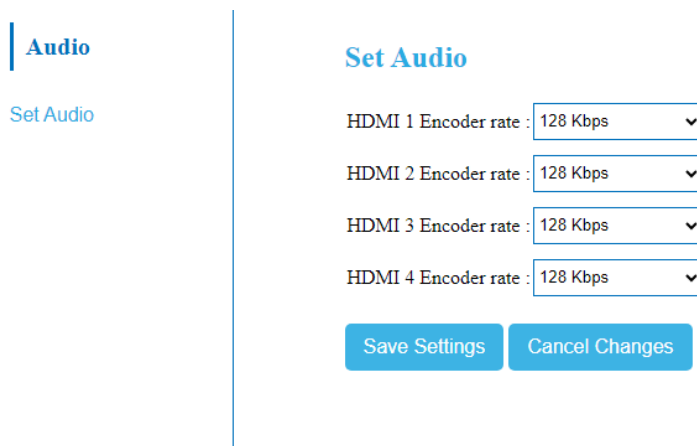 Audio
Set Audio
Set Audio
HDMI 1 Encoder rate : 128 Kbps
HDMI 2 Encoder rate : 128 Kbps
HDMI 3 Encoder rate : 128 Kbps
HDMI 4 Encoder rate : 128 Kbps
Save Settings Cancel Changes